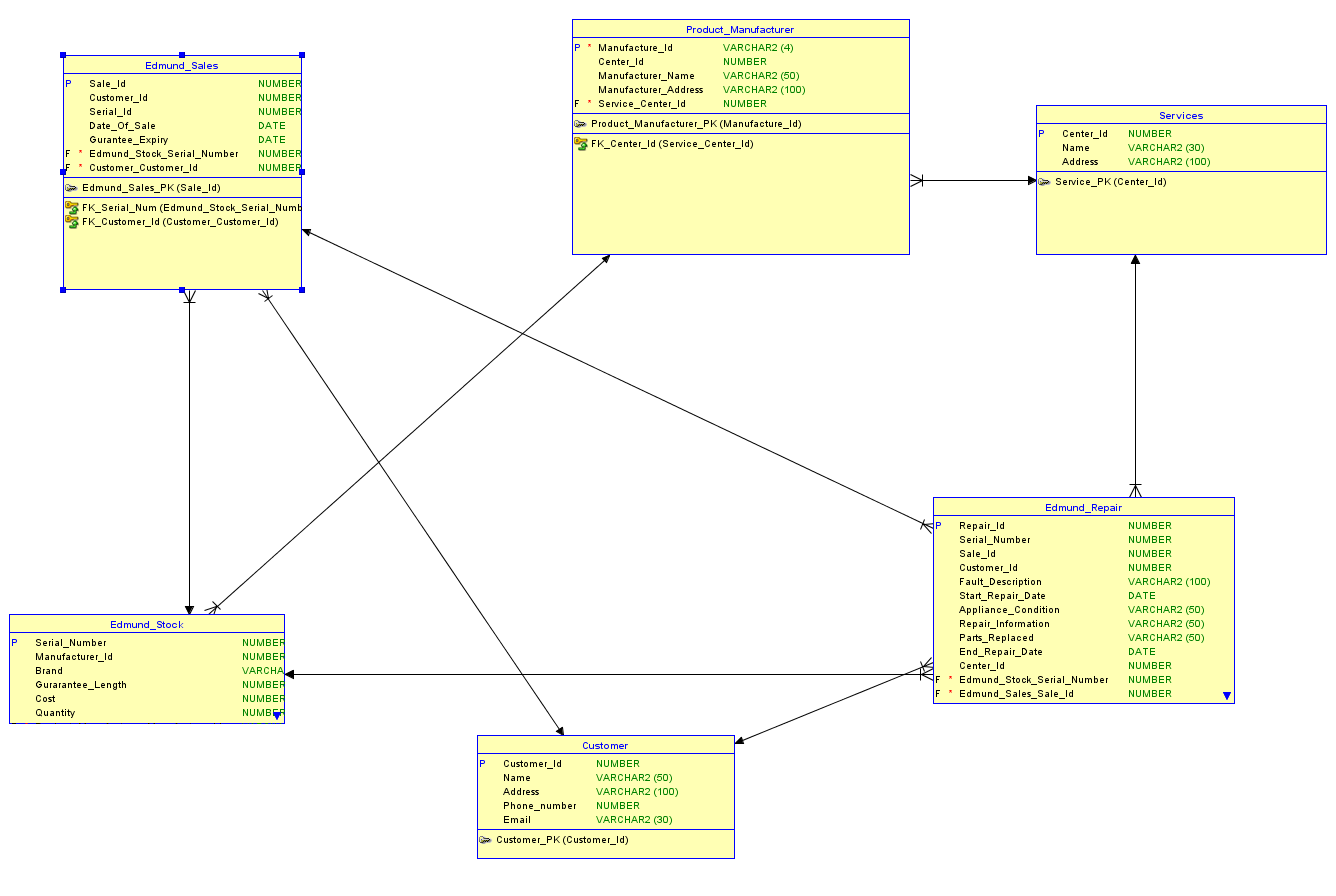 Edmund_Sales
P Sale_Id NUMBER
Customer_Id NUMBER
Serial_Id NUMBER
Date_Of_Sale DATE
Gurantee_Expiry DATE
F * Edmund_Stock_Serial_Number NUMBER
F * Customer_Customer_Id NUMBER
Edmund_Sales_PK (Sale_Id)
FK_Serial_Num (Edmund_Stock_Serial_Numb
FK_Customer_Id (Customer_Customer_Id)
Product_Manufacturer
P * Manufacture_Id VARCHAR2 (4)
Center_Id NUMBER
Manufacturer_Name VARCHAR2 (50)
Manufacturer_Address VARCHAR2 (100)
F * Service_Center_Id NUMBER
Product_Manufacturer_PK (Manufacture_Id)
FK_Center_Id (Service_Center_Id)
Services
P Center_Id NUMBER
Name VARCHAR2 (30)
Address VARCHAR2 (100)
Service_PK (Center_Id)
Edmund_Repair
P Repair_Id NUMBER
Serial_Number NUMBER
Sale_Id NUMBER
Customer_Id NUMBER
Fault_Description VARCHAR2 (100)
Start_Repair_Date DATE
Appliance_Condition VARCHAR2 (50)
Repair_Information VARCHAR2 (50)
Parts_Replaced VARCHAR2 (50)
End_Repair_Date DATE
Center_Id NUMBER
F * Edmund_Stock_Serial_Number NUMBER
F * Edmund_Sales_Sale_Id NUMBER
Edmund_Stock
P Serial_Number NUMBER
Manufacturer_Id NUMBER
Brand VARCHA
Gurarantee_Length NUMBER
Cost NUMBER
Quantity NUMBER
Customer
P Customer_Id NUMBER
Name VARCHAR2 (50)
Address VARCHAR2 (100)
Phone_number NUMBER
Email VARCHAR2 (30)
Customer_PK (Customer_Id)